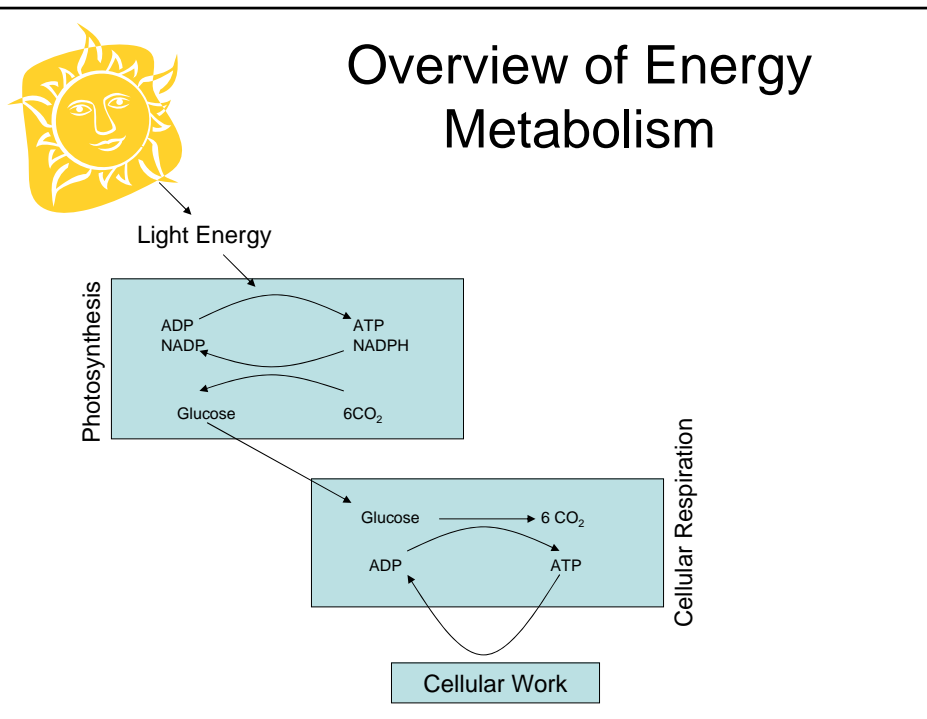 Overview of Energy
Metabolism
Light Energy
Photosynthesis
ADP
ATP
NADP
NADPH
Glucose
6CO₂
Cellular Respiration
Glucose
6 CO₂
ADP
ATP
Cellular Work